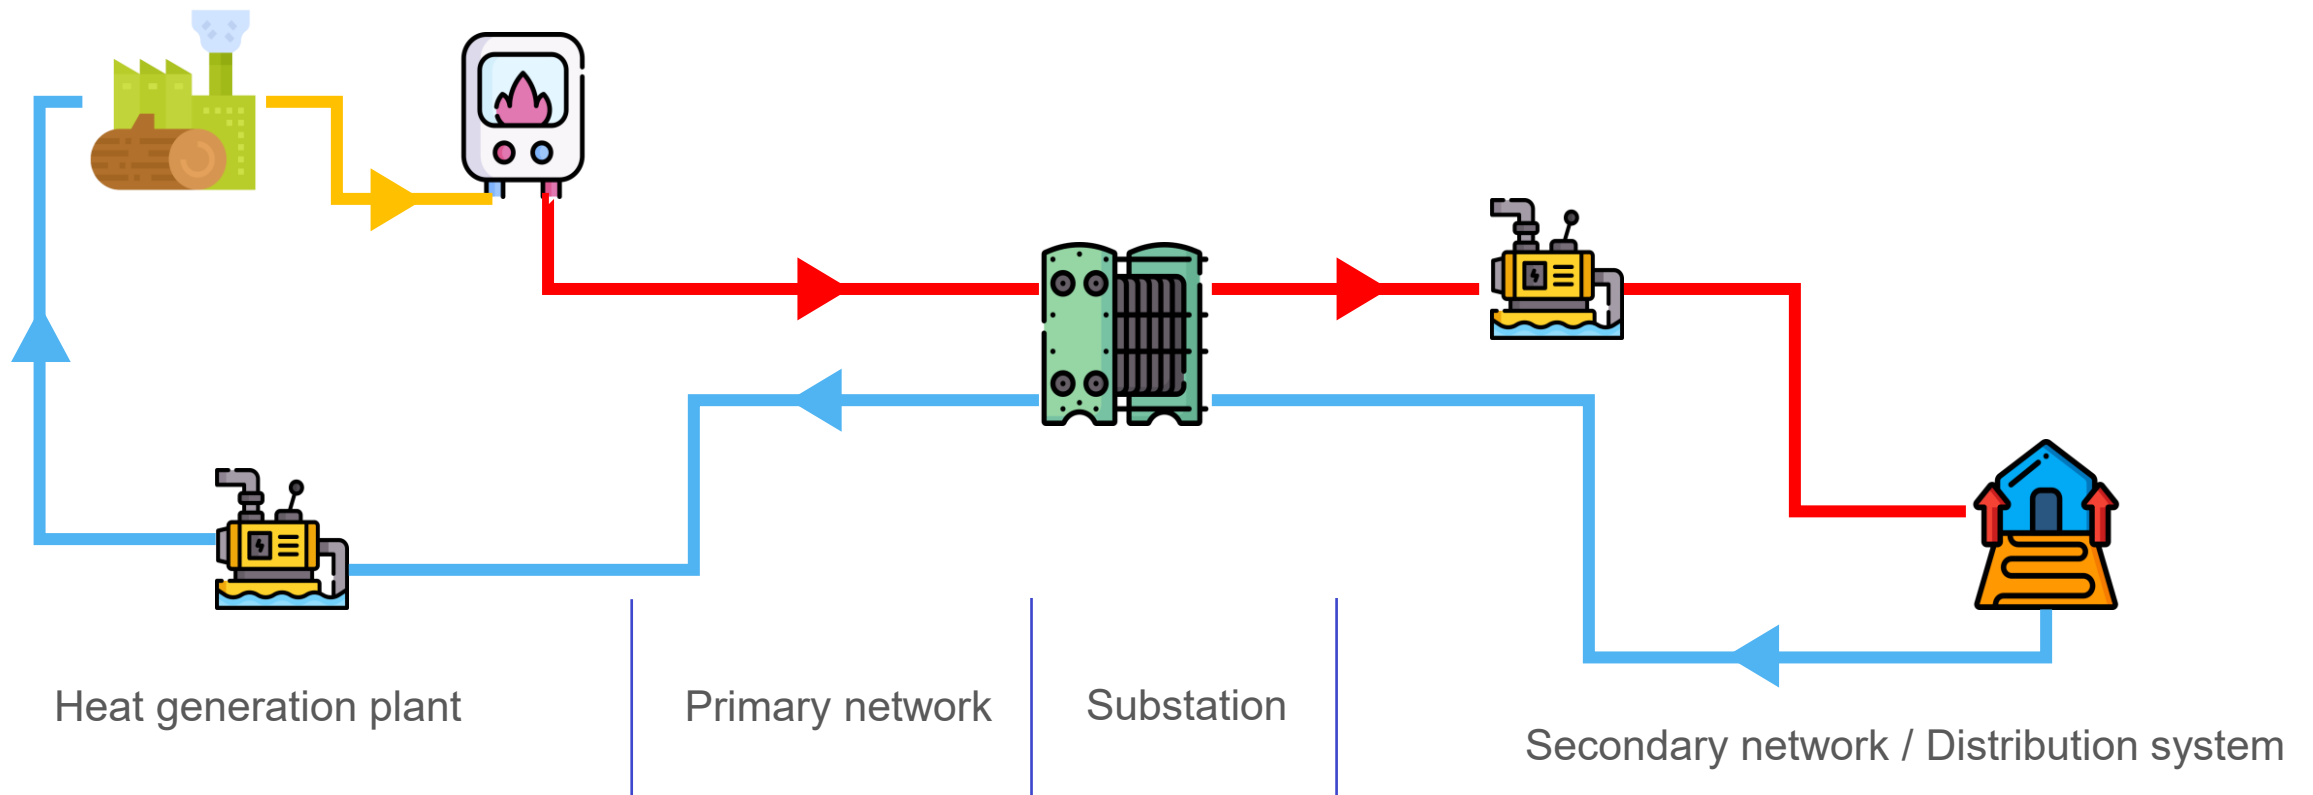 Heat generation plant
Primary network
Substation
Secondary network / Distribution system